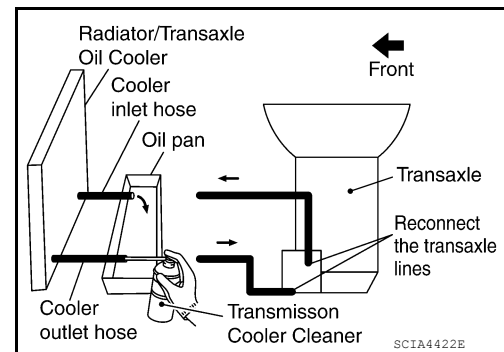 Radiator/Transaxle
Oil Cooler
Cooler
inlet hose
Oil pan
Front
Transaxle
Reconnect
the transaxle
lines
Cooler
outlet hose
Transmisson
Cooler Cleaner
SCIA4422E